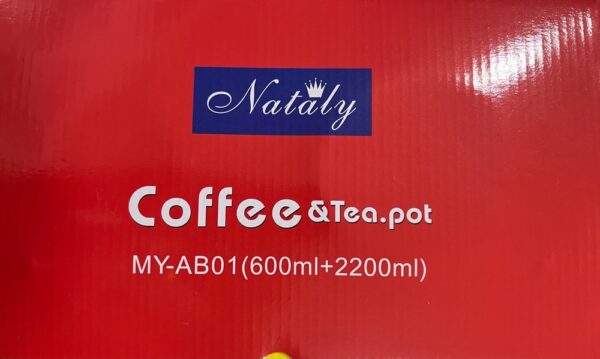 Nataly
Coffee &Tea.pot
MY-AB01(600ml+2200ml)